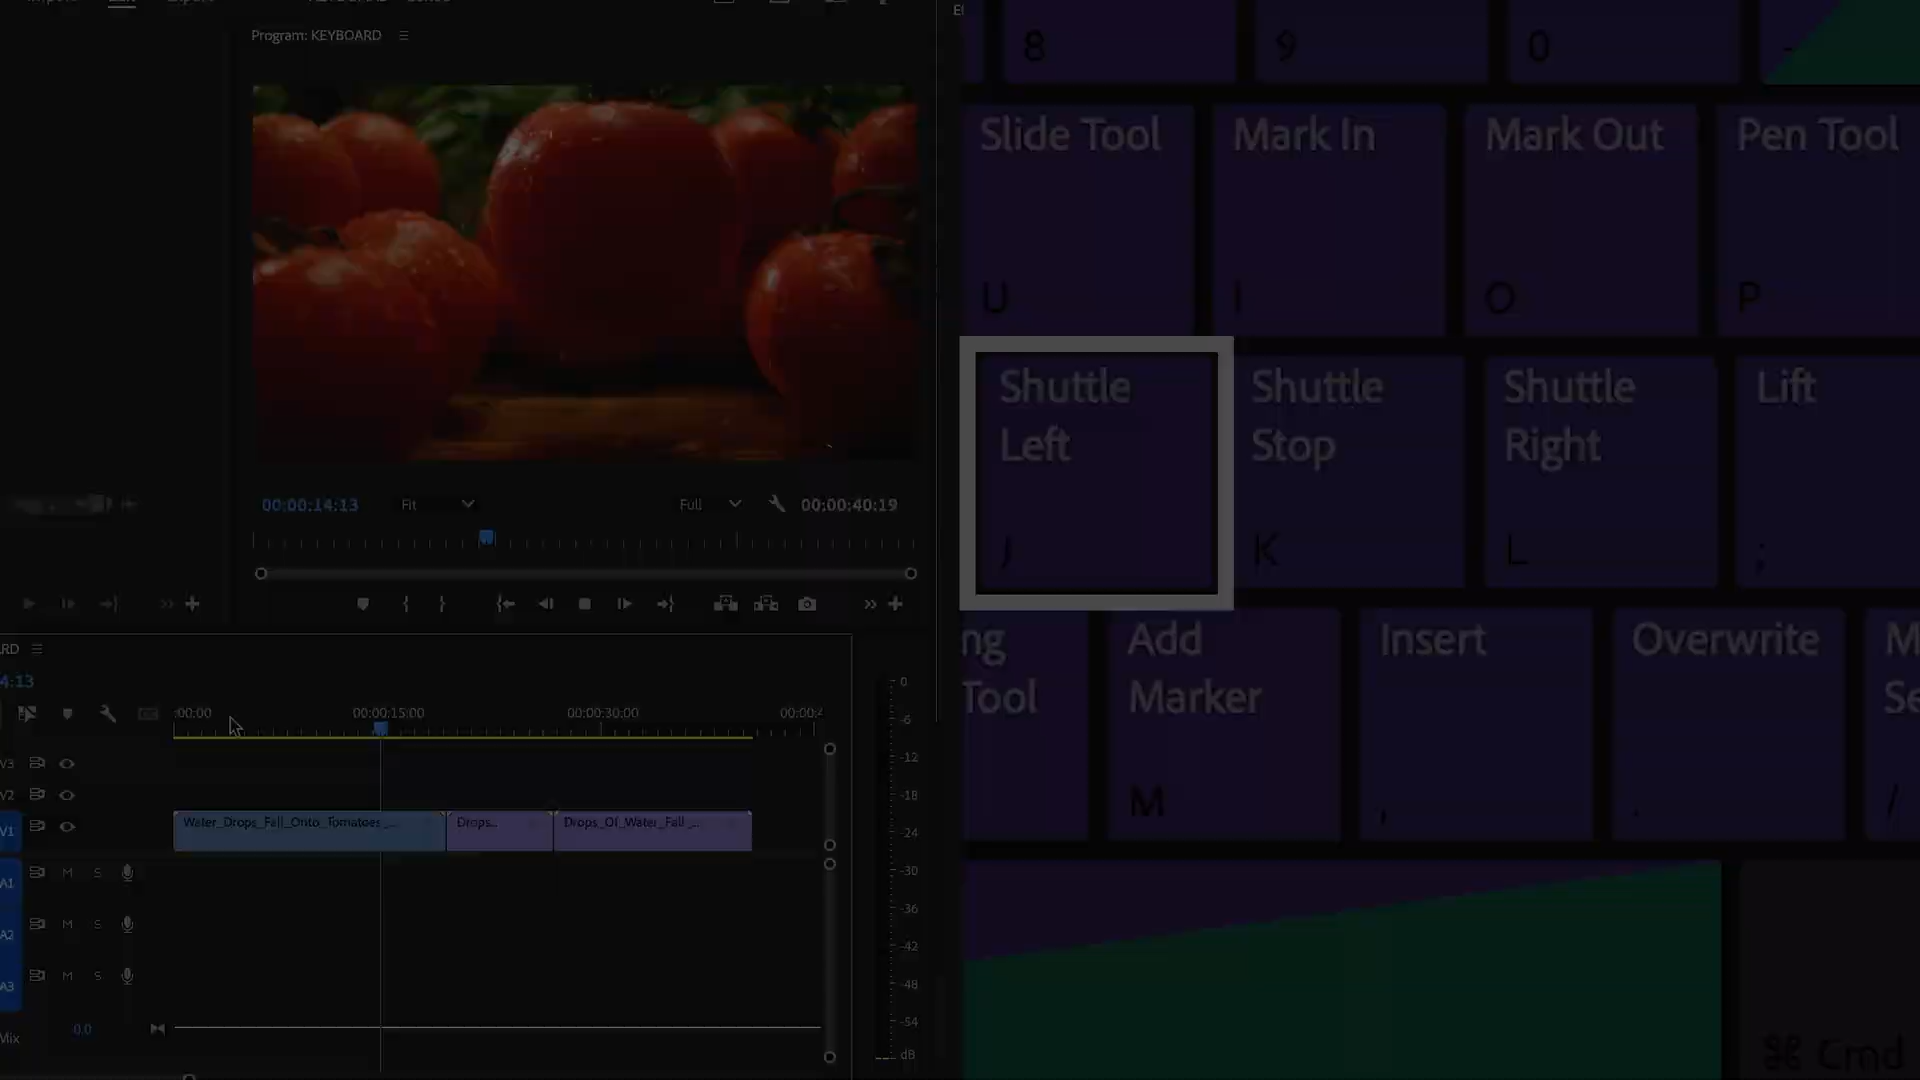 Program: KEYBOARD
00:00:14:13
Fit
Full
00:00:40:19
RD
4:13
:00:00
00:00:15:00
00:00:30:00
00:00:4
V3
V2
V1
Water_Drops_Fall_Onto_Tomatoes_...
Drops...
Drops_Of_Water_Fall_...
A1
M
S
A2
M
S
A3
M
S
Mix
0.0
0
-6
-12
-18
-24
-30
-36
-42
-48
-54
dB
8
9
0
-
Slide Tool
U
Mark In
I
Mark Out
O
Pen Tool
P
Shuttle
Left
J
Shuttle
Stop
K
Shuttle
Right
L
Lift
;
ng
Tool
Add
Marker
M
Insert
,
Overwrite
.
M
Se
/
⌘ Cmd